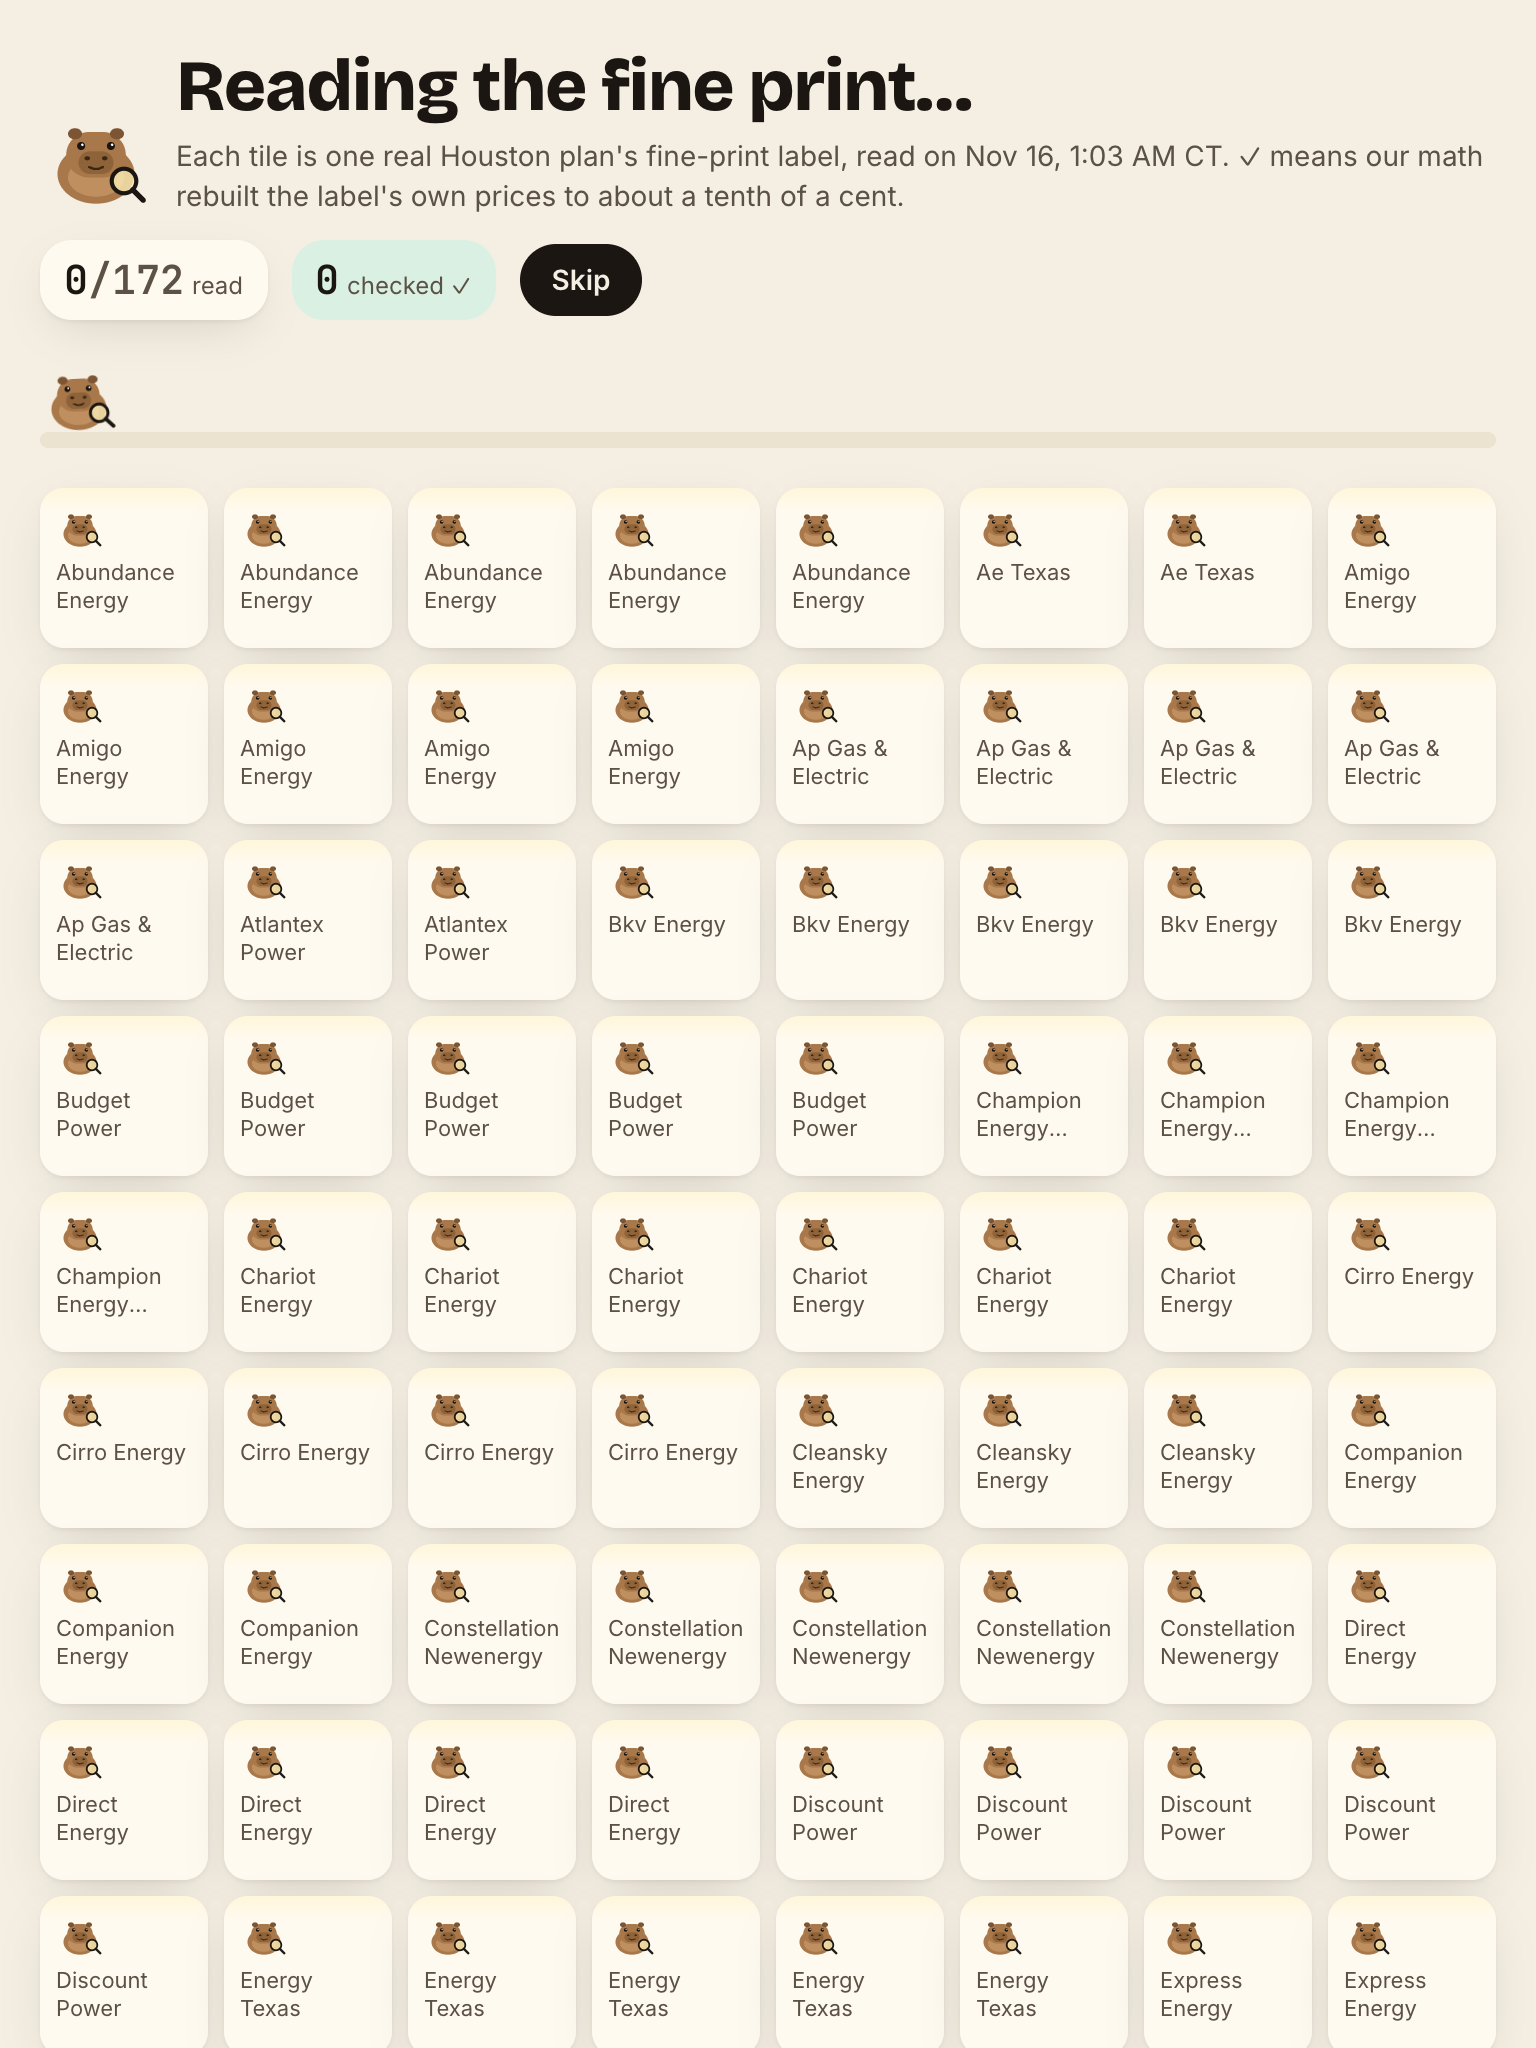 Reading the fine print...
Each tile is one real Houston plan's fine-print label, read on Nov 16, 1:03 AM CT. ✓ means our math
rebuilt the label's own prices to about a tenth of a cent.
0/172 read
0 checked ✓
Skip
Abundance Energy
Abundance Energy
Abundance Energy
Abundance Energy
Abundance Energy
Ae Texas
Ae Texas
Amigo Energy
Amigo Energy
Amigo Energy
Amigo Energy
Amigo Energy
Ap Gas & Electric
Ap Gas & Electric
Ap Gas & Electric
Ap Gas & Electric
Ap Gas & Electric
Atlantex Power
Atlantex Power
Bkv Energy
Bkv Energy
Bkv Energy
Bkv Energy
Bkv Energy
Budget Power
Budget Power
Budget Power
Budget Power
Budget Power
Champion Energy...
Champion Energy...
Champion Energy...
Champion Energy...
Chariot Energy
Chariot Energy
Chariot Energy
Chariot Energy
Chariot Energy
Chariot Energy
Cirro Energy
Cirro Energy
Cirro Energy
Cirro Energy
Cirro Energy
Cleansky Energy
Cleansky Energy
Cleansky Energy
Companion Energy
Companion Energy
Companion Energy
Constellation Newenergy
Constellation Newenergy
Constellation Newenergy
Constellation Newenergy
Constellation Newenergy
Direct Energy
Direct Energy
Direct Energy
Direct Energy
Direct Energy
Discount Power
Discount Power
Discount Power
Discount Power
Discount Power
Energy Texas
Energy Texas
Energy Texas
Energy Texas
Energy Texas
Express Energy
Express Energy